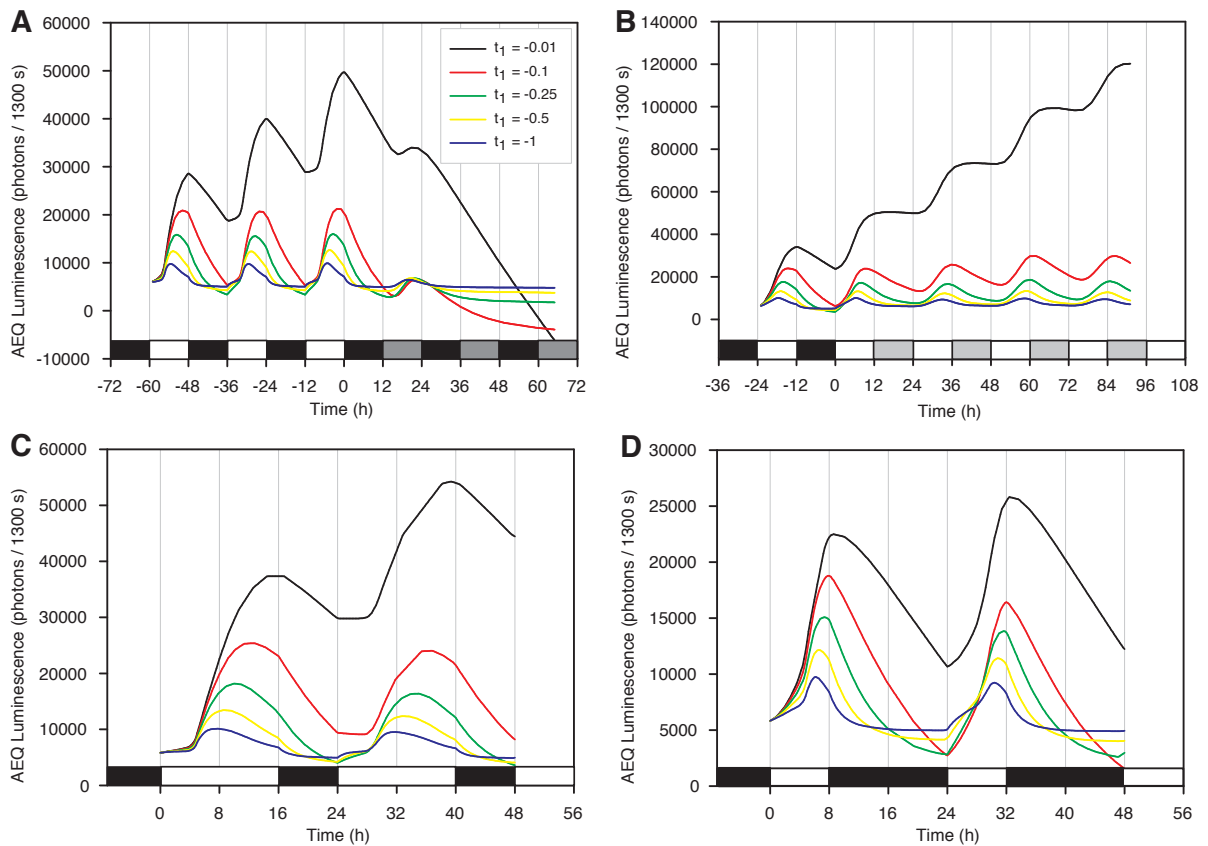 A
AEQ Luminescence (photons / 1300 s)
60000
50000
40000
30000
20000
10000
0
-10000
t1 = -0.01
t1 = -0.1
t1 = -0.25
t1 = -0.5
t1 = -1
-72 -60 -48 -36 -24 -12 0 12 24 36 48 60 72
Time (h)
B
AEQ Luminescence (photons / 1300 s)
140000
120000
100000
80000
60000
40000
20000
0
-36 -24 -12 0 12 24 36 48 60 72 84 96 108
Time (h)
C
AEQ Luminescence (photons / 1300 s)
60000
50000
40000
30000
20000
10000
0
0 8 16 24 32 40 48 56
Time (h)
D
AEQ Luminescence (photons / 1300 s)
30000
25000
20000
15000
10000
5000
0
0 8 16 24 32 40 48 56
Time (h)